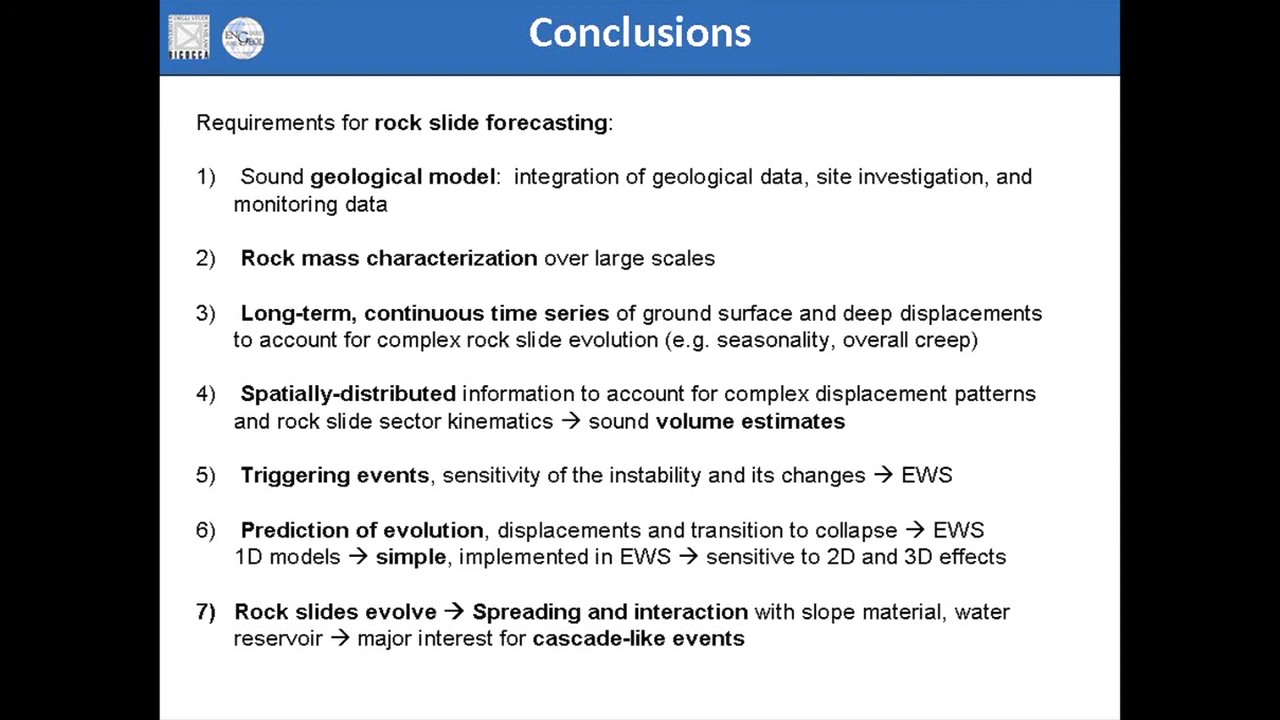 Conclusions
BICOCCA
Requirements for rock slide forecasting:
1) Sound geological model: integration of geological data, site investigation, and
monitoring data
2) Rock mass characterization over large scales
3) Long-term, continuous time series of ground surface and deep displacements
to account for complex rock slide evolution (e.g. seasonality, overall creep)
4) Spatially-distributed information to account for complex displacement patterns
and rock slide sector kinematics → sound volume estimates
5) Triggering events, sensitivity of the instability and its changes → EWS
6) Prediction of evolution, displacements and transition to collapse → EWS
1D models → simple, implemented in EWS → sensitive to 2D and 3D effects
7) Rock slides evolve → Spreading and interaction with slope material, water
reservoir → major interest for cascade-like events